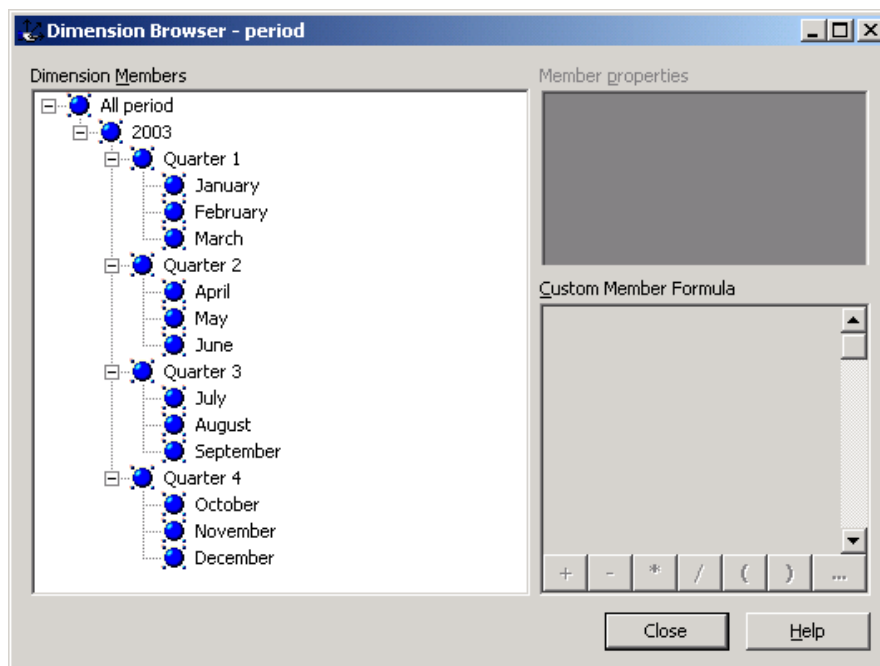 Dimension Browser - period
Dimension Members
All period
2003
Quarter 1
January
February
March
Quarter 2
April
May
June
Quarter 3
July
August
September
Quarter 4
October
November
December
Member properties
Custom Member Formula
+ - * / ( ) ...
Close Help